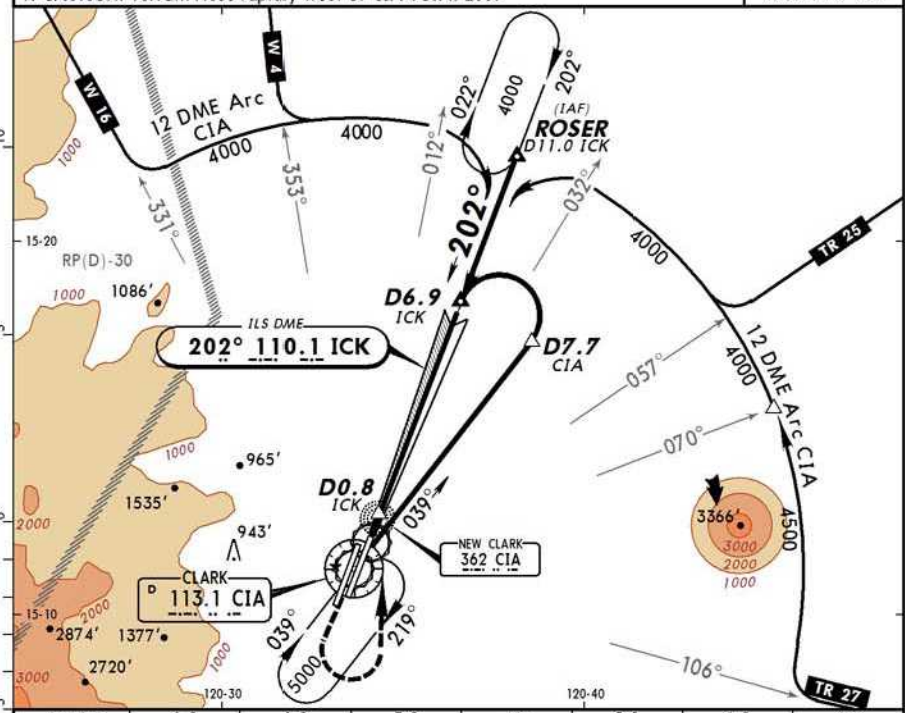 W 16
W 4
12 DME Arc
CIA
4000
4000
022°
4000
202°
(IAF)
ROSER
D11.0 ICK
1000
012°
032°
353°
331°
202°
4000
TR 25
15-20
RP(D)-30
1000
1086'
D6.9
ICK
ILS DME
202° 110.1 ICK
D7.7
CIA
057°
12 DME Arc CIA
4000
070°
1000
965'
1535'
D0.8
ICK
039°
3366'
4500
3000
2000
1000
2000
943'
NEW CLARK
362 CIA
CLARK
D 113.1 CIA
15-10
2000
2874'
1377'
2720'
3000
1000
039°
5000
219°
106°
TR 27
120-30
120-40